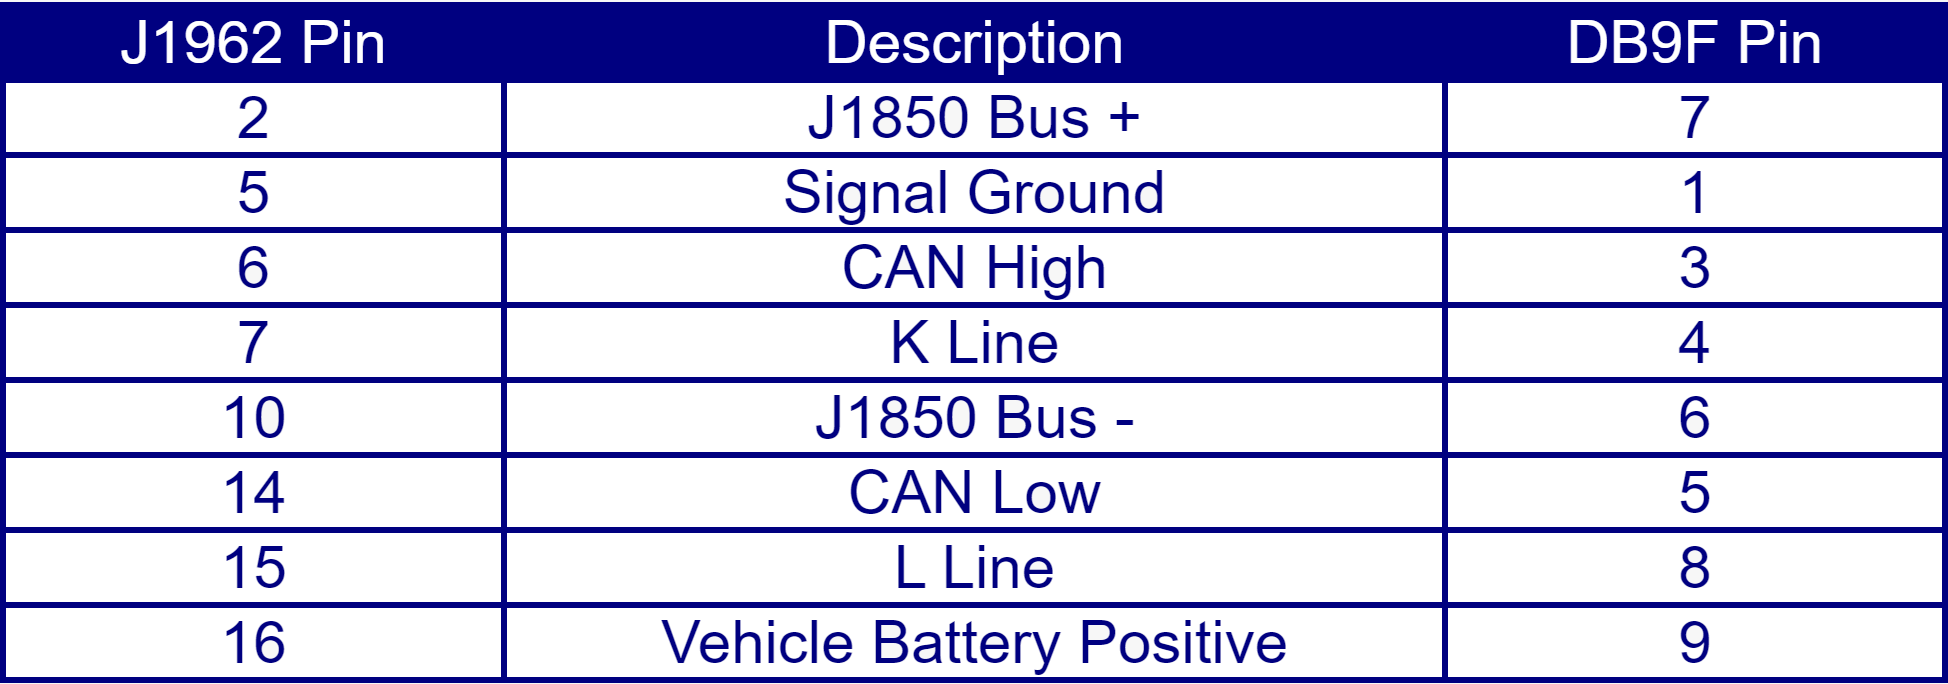 J1962 Pin Description DB9F Pin
2 J1850 Bus + 7
5 Signal Ground 1
6 CAN High 3
7 K Line 4
10 J1850 Bus - 6
14 CAN Low 5
15 L Line 8
16 Vehicle Battery Positive 9